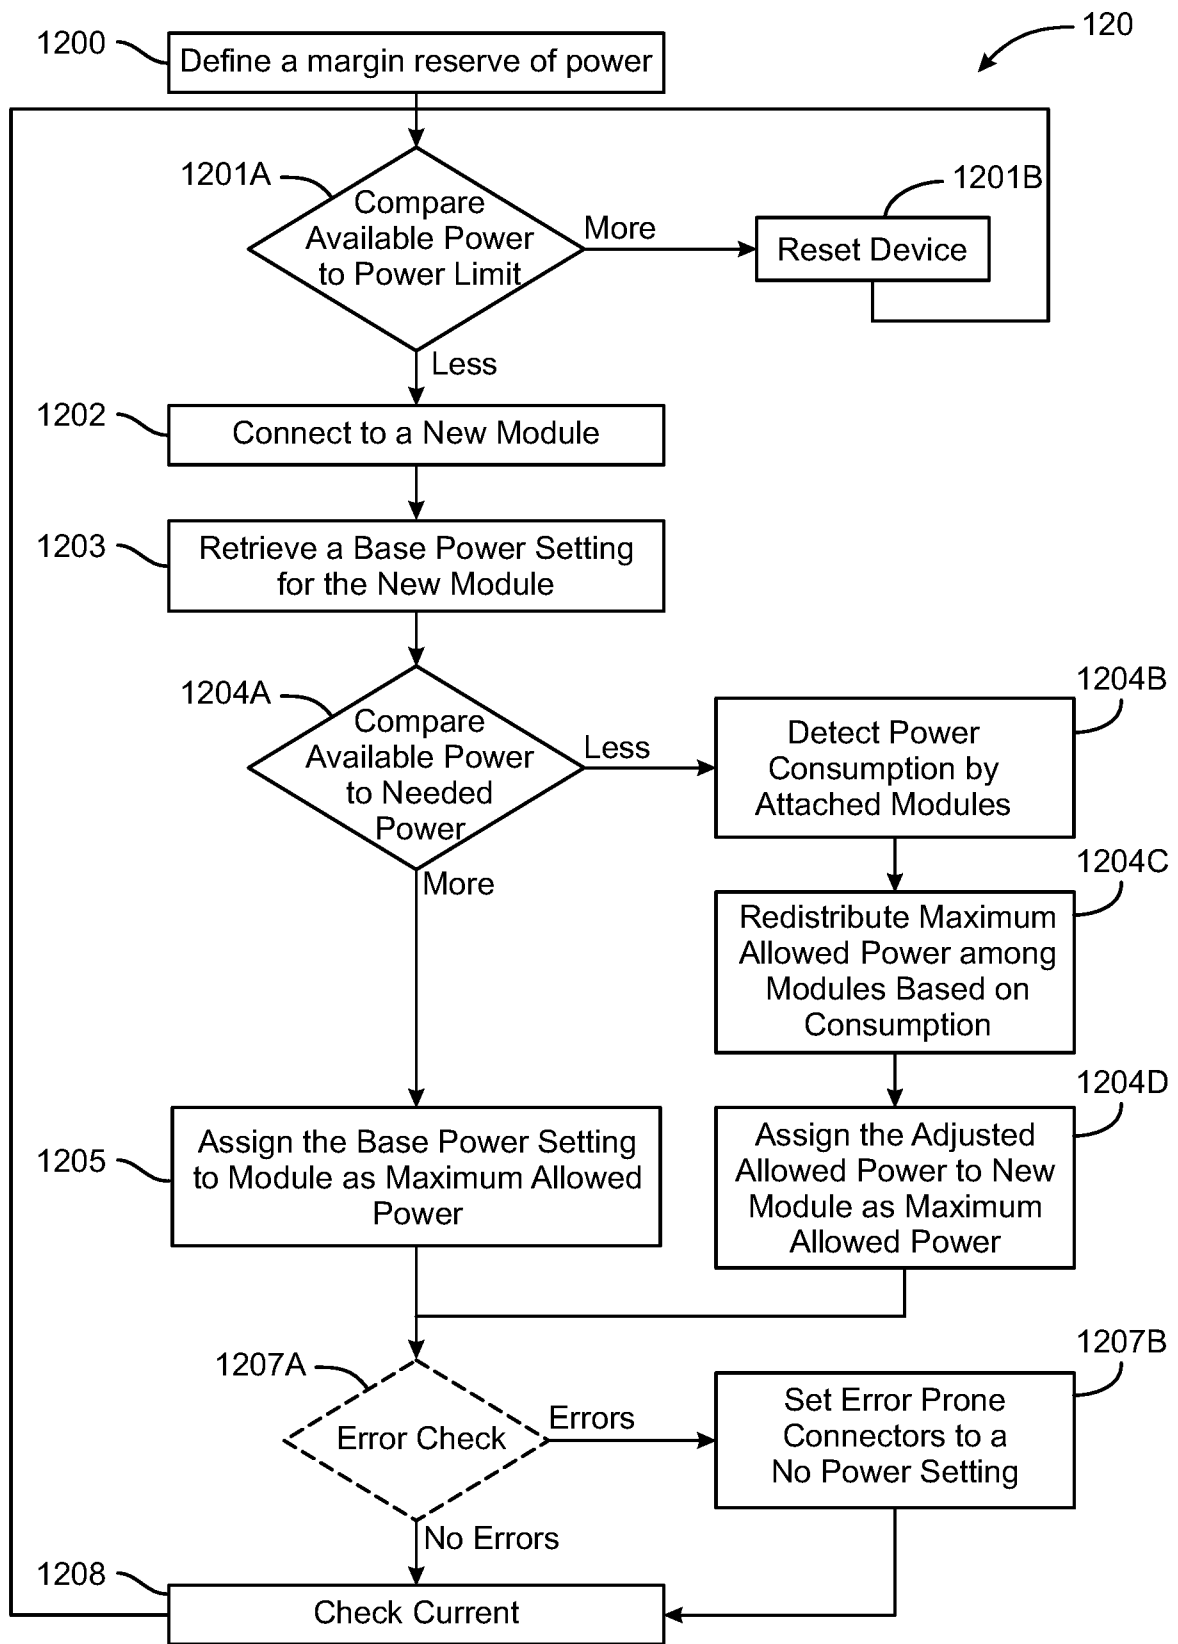 120
1200
Define a margin reserve of power
1201A
Compare
Available Power
to Power Limit
More
1201B
Reset Device
Less
1202
Connect to a New Module
1203
Retrieve a Base Power Setting
for the New Module
1204A
Compare
Available Power
to Needed
Power
Less
1204B
Detect Power
Consumption by
Attached Modules
More
1204C
Redistribute Maximum
Allowed Power among
Modules Based on
Consumption
1204D
Assign the Adjusted
Allowed Power to New
Module as Maximum
Allowed Power
1205
Assign the Base Power Setting
to Module as Maximum Allowed
Power
1207A
Error Check
Errors
1207B
Set Error Prone
Connectors to a
No Power Setting
No Errors
1208
Check Current